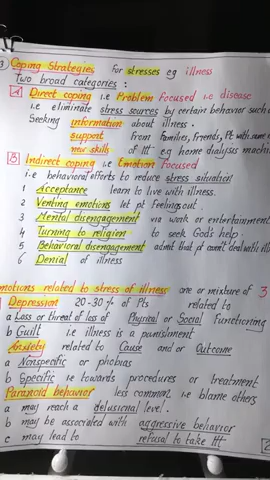 3) Coping Strategies for stresses eg illness
Two broad categories:
A Direct coping i.e Problem Focused i.e disease
i.e eliminate stress sources by certain behavior such
Seeking information about illness.
support from Families, friends, Pt with same
new skills of ttt eg home dialysis machin
B Indirect coping i.e Emotion Focused
i.e behavioral efforts to reduce stress situation
1 Acceptance learn to live with illness.
2 Venting emotions let pt Feelings out.
3 Mental disengagement via work or entertainment
4 Turning to religion to seek God's help.
5 Behavioral disengagement admit that pt can't deal with ill
6 Denial of illness
emotions related to stress of illness one or mixture of 3
Depression 20-30% of Pts related to
a Loss or threat of loss of Physical or Social Functioning
b Guilt i.e illness is a punishment
Anxiety related to Cause and or Outcome
a Nonspecific or phobias
b Specific i.e towards procedures or treatment
Paranoid behavior less common i.e blame others
a may reach a delusional level.
b may be associated with aggressive behavior
c may lead to refusal to take ttt
2